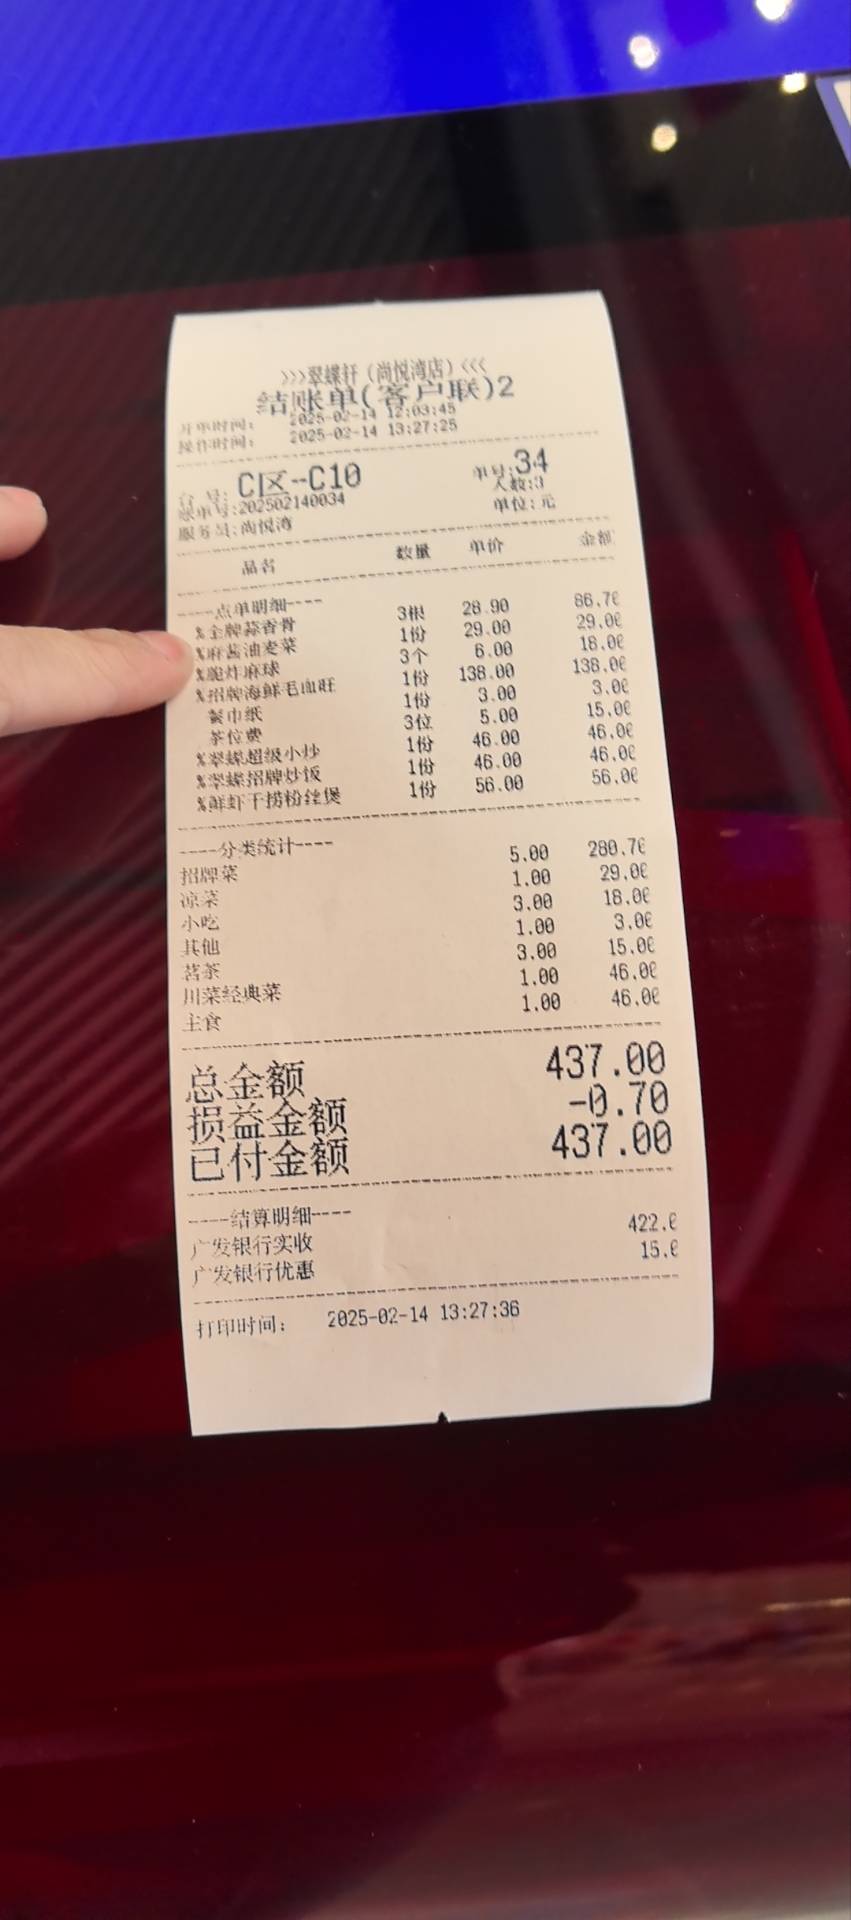 >>>翠蝶轩（尚悦湾店）<<<
结账单(客户联)2
开单时间: 2025-02-14 12:03:45
操作时间: 2025-02-14 13:27:25
台 号: C区--C10 单号:34
账单号:202502140034 人数:3
服务员:尚悦湾 单位:元
品名 数量 单价 金额
----点单明细----
%金牌蒜香骨 3根 28.90 86.70
%麻酱油麦菜 1份 29.00 29.00
%脆炸麻球 3个 6.00 18.00
%招牌海鲜毛血旺 1份 138.00 138.00
餐巾纸 1份 3.00 3.00
茶位费 3位 5.00 15.00
%翠蝶超级小炒 1份 46.00 46.00
%翠蝶招牌炒饭 1份 46.00 46.00
%鲜虾干捞粉丝煲 1份 56.00 56.00
----分类统计----
招牌菜 5.00 280.70
凉菜 1.00 29.00
小吃 3.00 18.00
其他 1.00 3.00
茗茶 3.00 15.00
川菜经典菜 1.00 46.00
主食 1.00 46.00
总金额 437.00
损益金额 -0.70
已付金额 437.00
----结算明细----
广发银行实收 422.0
广发银行优惠 15.0
打印时间: 2025-02-14 13:27:36